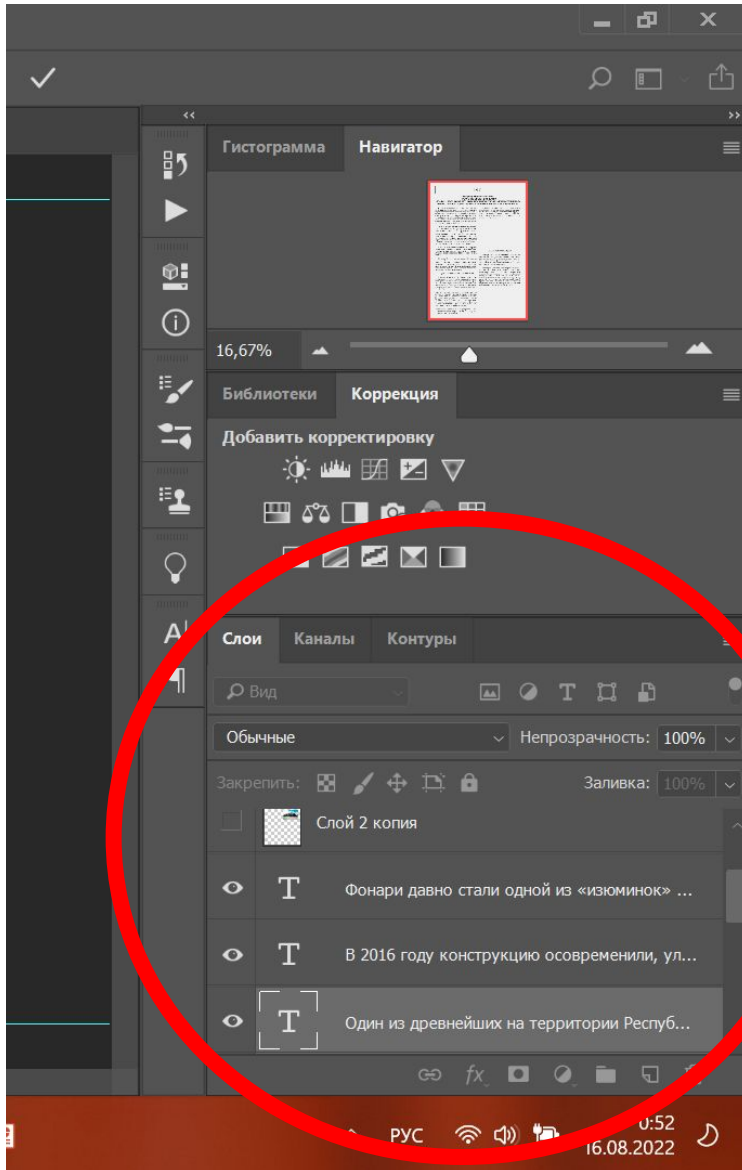 Гистограмма Навигатор
16,67%
Библиотеки Коррекция
Добавить корректировку
Слои Каналы Контуры
Вид
Обычные Непрозрачность: 100%
Закрепить: Заливка: 100%
Слой 2 копия
T Фонари давно стали одной из «изюминок» ...
T В 2016 году конструкцию осовременили, ул...
T Один из древнейших на территории Респуб...
fx
РУС 0:52
16.08.2022